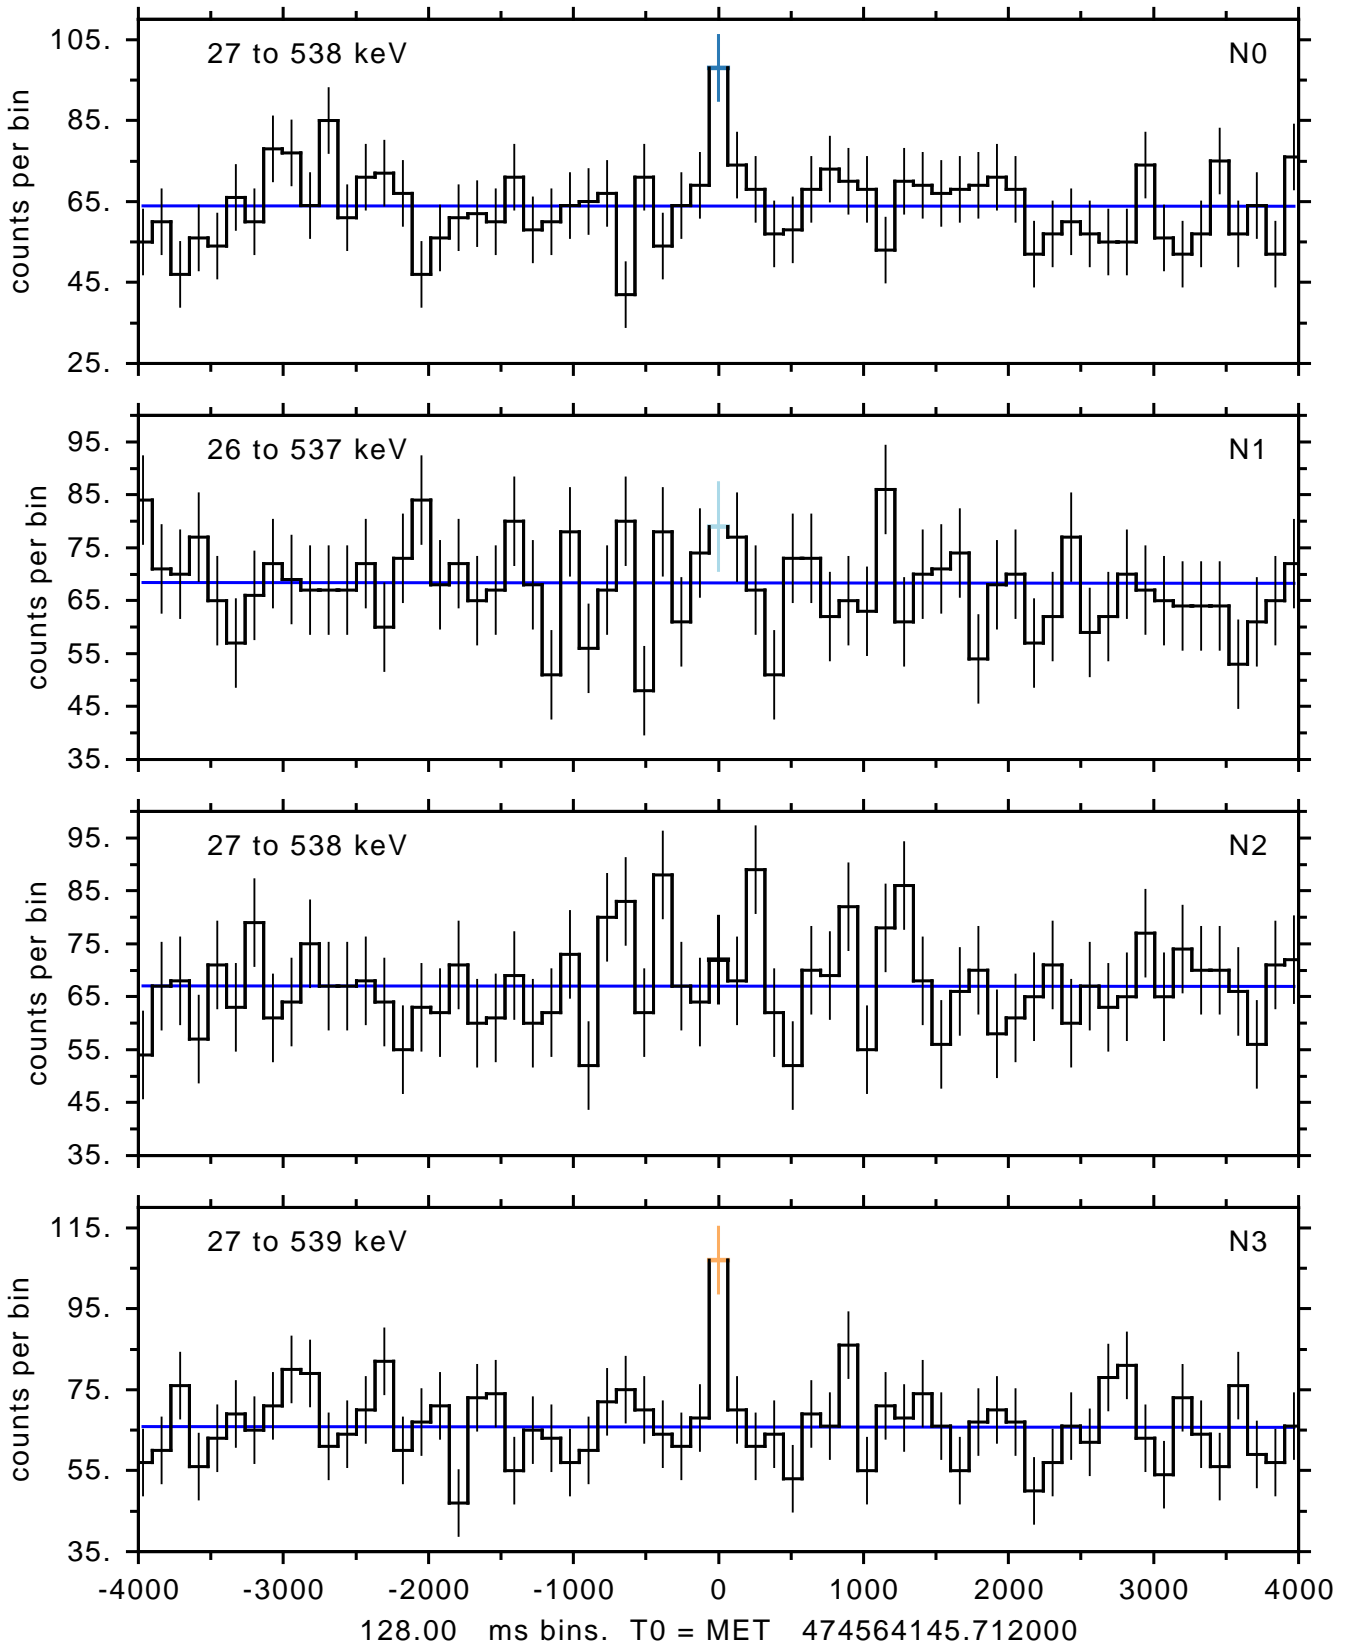 105.
85.
65.
45.
25.
counts per bin
27 to 538 keV
N0
95.
85.
75.
65.
55.
45.
35.
counts per bin
26 to 537 keV
N1
95.
85.
75.
65.
55.
45.
35.
counts per bin
27 to 538 keV
N2
115.
95.
75.
55.
35.
counts per bin
27 to 539 keV
N3
-4000 -3000 -2000 -1000 0 1000 2000 3000 4000
128.00 ms bins. T0 = MET 474564145.712000